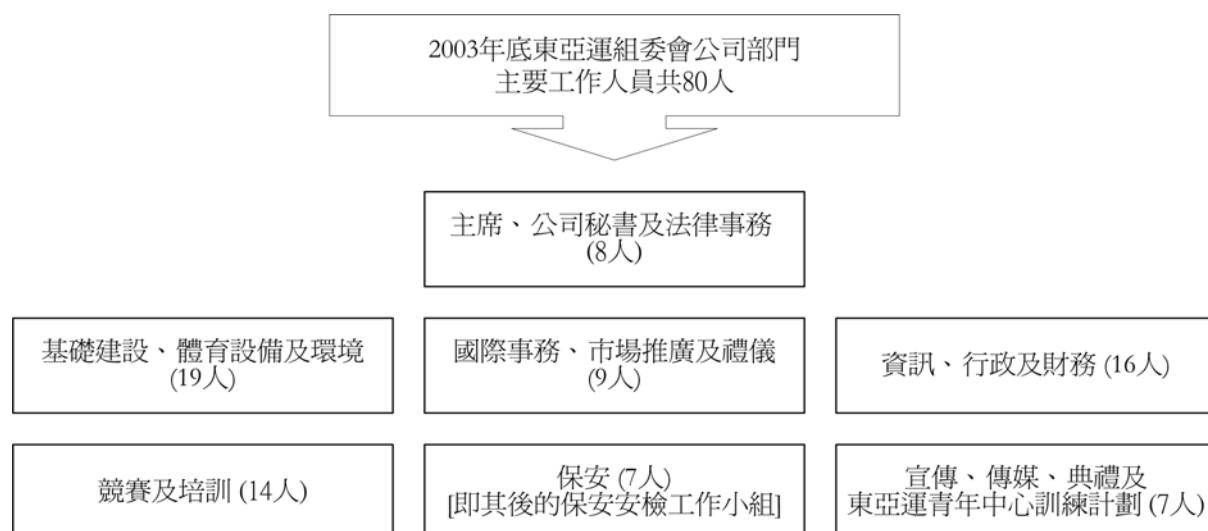 2003年底東亞運組委會公司部門
主要工作人員共80人
主席、公司秘書及法律事務
(8人)
基礎建設、體育設備及環境
(19人)
國際事務、市場推廣及禮儀
(9人)
資訊、行政及財務 (16人)
競賽及培訓 (14人)
保安 (7人)
[即其後的保安安檢工作小組]
宣傳、傳媒、典禮及
東亞運青年中心訓練計劃 (7人)